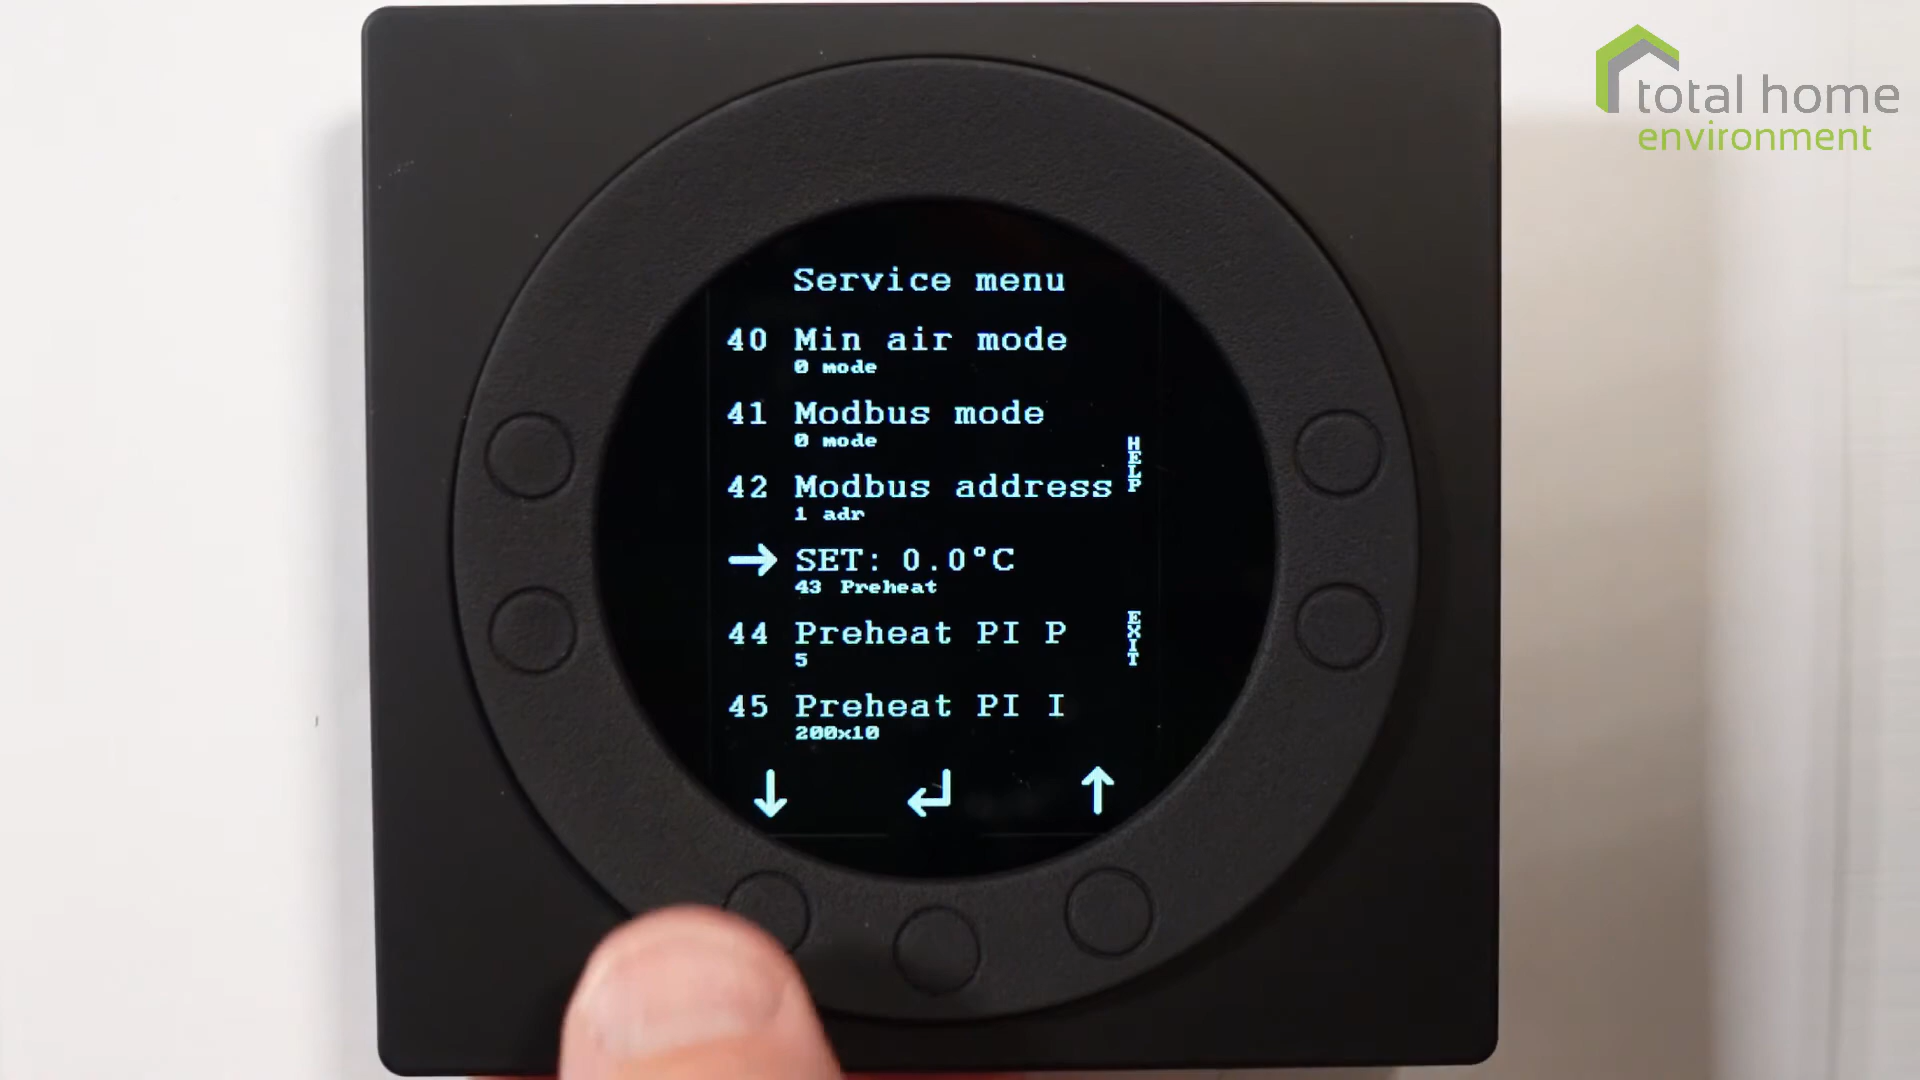 total home
environment
Service menu
40 Min air mode
0 mode
41 Modbus mode
0 mode
HELP
42 Modbus address
1 adr
→ SET: 0.0°C
43 Preheat
44 Preheat PI P
5
EXIT
45 Preheat PI I
200x10